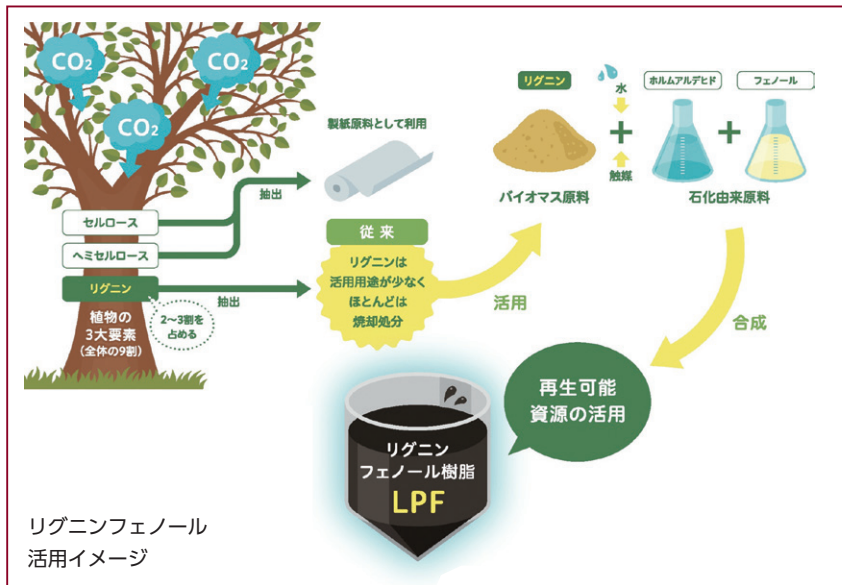 CO2
CO2
CO2
セルロース
ヘミセルロース
リグニン
植物の
3大要素
(全体の9割)
2〜3割を
占める
抽出
抽出
製紙原料として利用
従来
リグニンは
活用用途が少なく
ほとんどは
焼却処分
活用
リグニン
バイオマス原料
水
触媒
ホルムアルデヒド
フェノール
石化由来原料
合成
再生可能
資源の活用
リグニン
フェノール樹脂
LPF
リグニンフェノール
活用イメージ